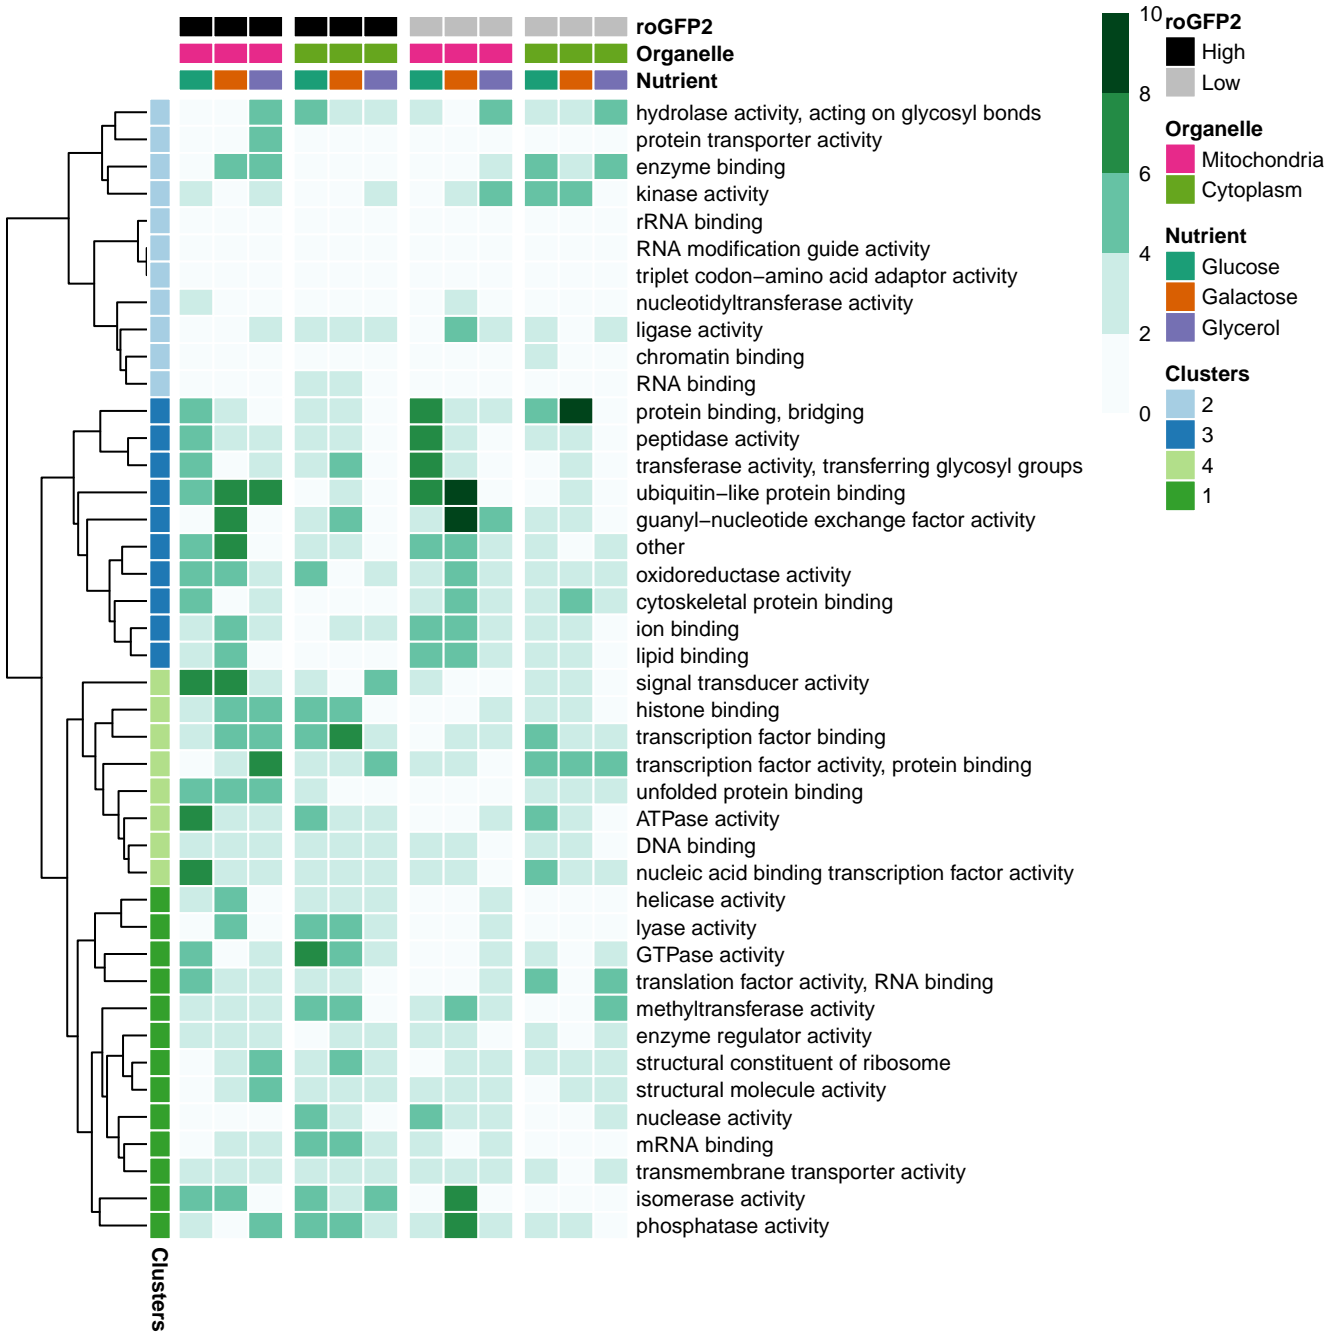 roGFP2
Organelle
Nutrient
hydrolase activity, acting on glycosyl bonds
protein transporter activity
enzyme binding
kinase activity
rRNA binding
RNA modification guide activity
triplet codon−amino acid adaptor activity
nucleotidyltransferase activity
ligase activity
chromatin binding
RNA binding
protein binding, bridging
peptidase activity
transferase activity, transferring glycosyl groups
ubiquitin−like protein binding
guanyl−nucleotide exchange factor activity
other
oxidoreductase activity
cytoskeletal protein binding
ion binding
lipid binding
signal transducer activity
histone binding
transcription factor binding
transcription factor activity, protein binding
unfolded protein binding
ATPase activity
DNA binding
nucleic acid binding transcription factor activity
helicase activity
lyase activity
GTPase activity
translation factor activity, RNA binding
methyltransferase activity
enzyme regulator activity
structural constituent of ribosome
structural molecule activity
nuclease activity
mRNA binding
transmembrane transporter activity
isomerase activity
phosphatase activity
Clusters
10
8
6
4
2
0
roGFP2
High
Low
Organelle
Mitochondria
Cytoplasm
Nutrient
Glucose
Galactose
Glycerol
Clusters
2
3
4
1